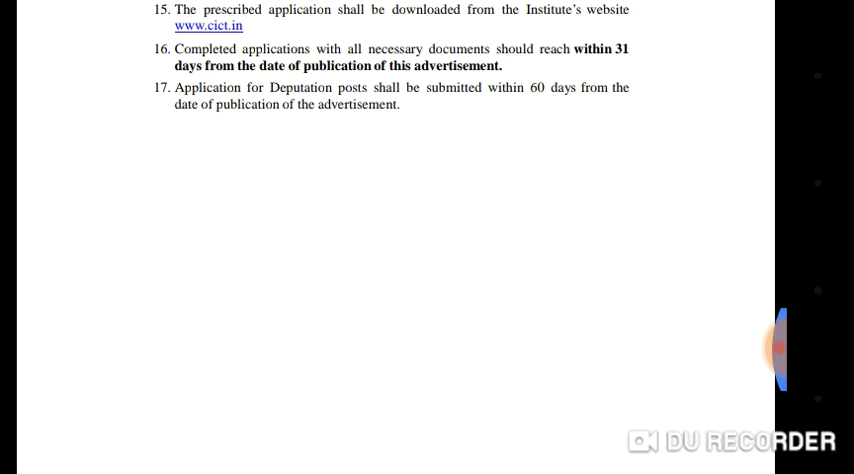 15. The prescribed application shall be downloaded from the Institute's website
www.cict.in
16. Completed applications with all necessary documents should reach within 31
days from the date of publication of this advertisement.
17. Application for Deputation posts shall be submitted within 60 days from the
date of publication of the advertisement.
DU RECORDER